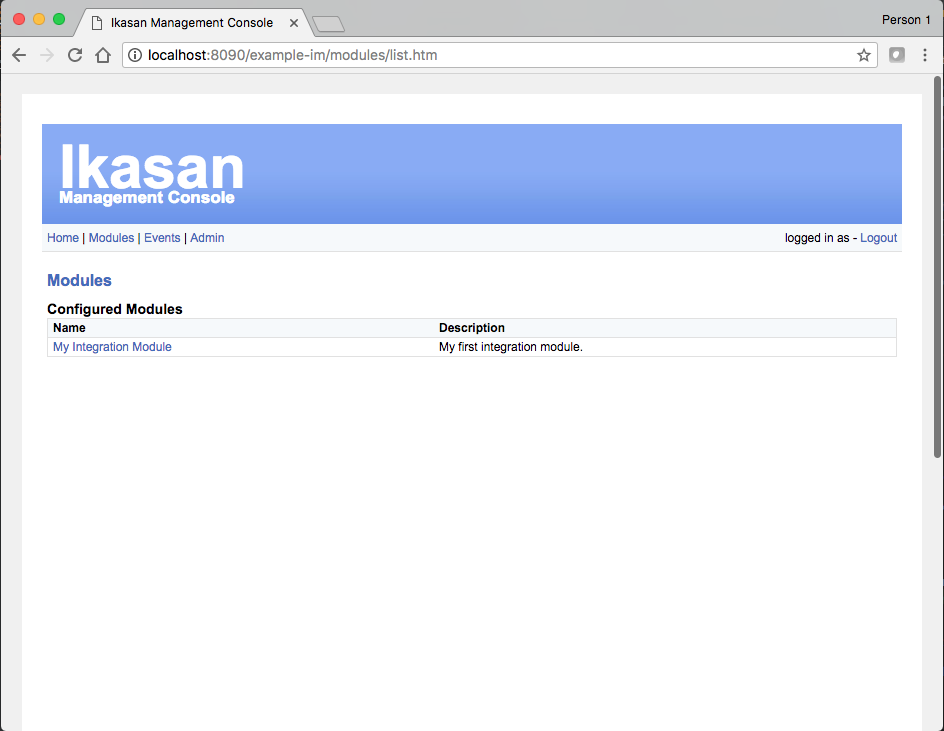 Ikasan Management Console
Person 1
localhost:8090/example-im/modules/list.htm
Ikasan
Management Console
Home | Modules | Events | Admin
logged in as - Logout
Modules
Configured Modules
Name Description
My Integration Module My first integration module.